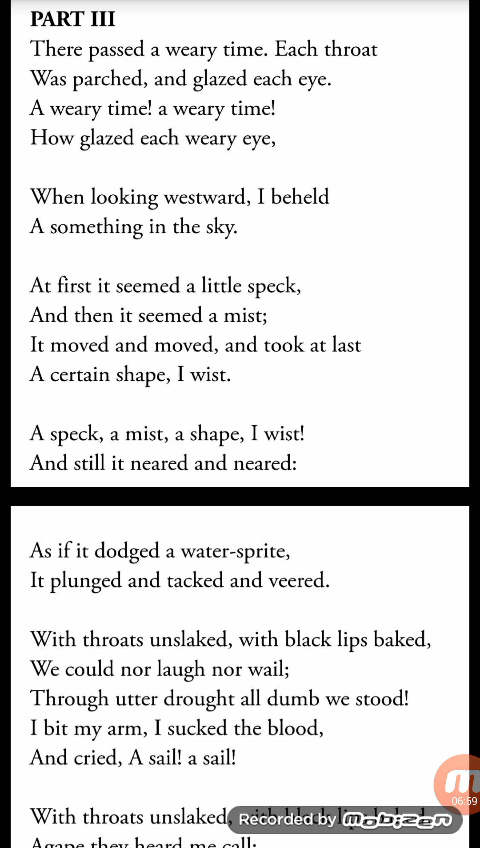 PART III
There passed a weary time. Each throat
Was parched, and glazed each eye.
A weary time! a weary time!
How glazed each weary eye,
When looking westward, I beheld
A something in the sky.
At first it seemed a little speck,
And then it seemed a mist;
It moved and moved, and took at last
A certain shape, I wist.
A speck, a mist, a shape, I wist!
And still it neared and neared:
As if it dodged a water-sprite,
It plunged and tacked and veered.
With throats unslaked, with black lips baked,
We could nor laugh nor wail;
Through utter drought all dumb we stood!
I bit my arm, I sucked the blood,
And cried, A sail! a sail!
With throats unslaked,
Agape they heard me call:
06:59
Recorded by Mobizen